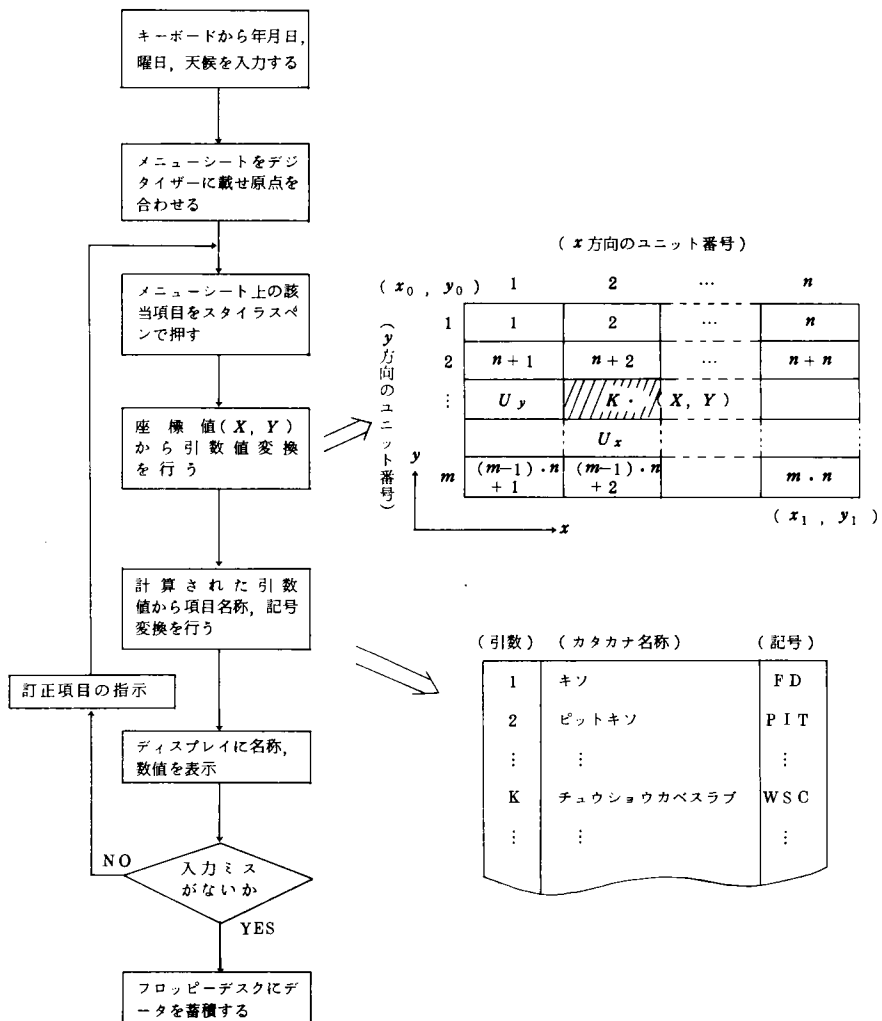 キーボードから年月日,
曜日,天候を入力する
メニューシートをデジ
タイザーに載せ原点を
合わせる
メニューシート上の該
当項目をスタイラスペ
ンで押す
座標値(X, Y)
から引数値変換
を行う
計算された引数
値から項目名称,記号
変換を行う
訂正項目の指示
ディスプレイに名称,
数値を表示
NO
入力ミス
がないか
YES
フロッピーデスクにデ
ータを蓄積する
(x方向のユニット番号)
(x₀, y₀) 1 2 … n
(y方向のユニット番号)
1 1 2 … n
2 n+1 n+2 … n+n
⋮ Uy K・ X, Y)
Ux
m (m-1)・n+1 (m-1)・n+2 m・n
y
x
(x₁, y₁)
(引数) (カタカナ名称) (記号)
1 キソ FD
2 ピットキソ PIT
⋮ ⋮ ⋮
K チュウショウカベスラブ WSC
⋮ ⋮ ⋮